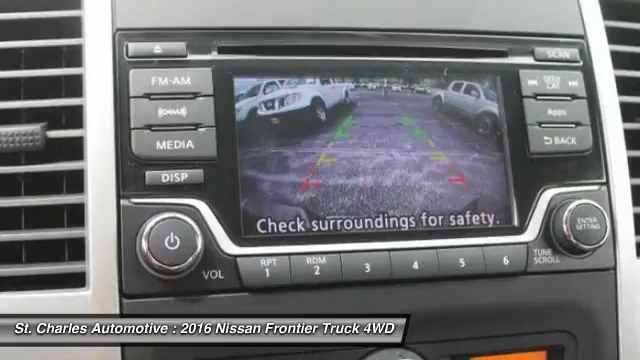 SCAN
FM-AM
SEEK
CAT
Apps
MEDIA
BACK
DISP
Check surroundings for safety.
ENTER
SETTING
VOL
RPT
1
RDM
2
3
4
5
6
TUNE
SCROLL
St. Charles Automotive : 2016 Nissan Frontier Truck 4WD